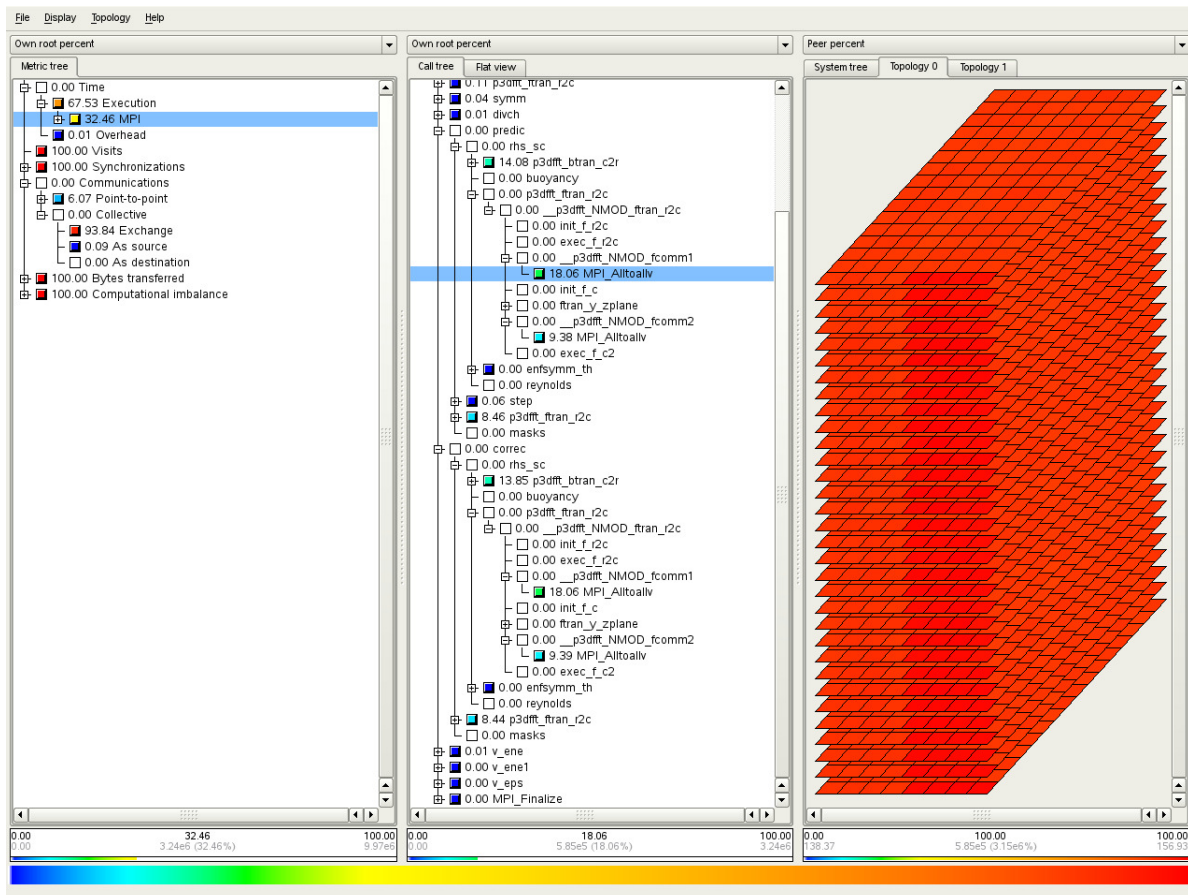 File Display Topology Help
Own root percent
Metric tree
0.00 Time
67.53 Execution
32.46 MPI
0.01 Overhead
100.00 Visits
100.00 Synchronizations
0.00 Communications
6.07 Point-to-point
0.00 Collective
93.84 Exchange
0.09 As source
0.00 As destination
100.00 Bytes transferred
100.00 Computational imbalance
0.00 32.46 100.00
0.00 3.24e6 (32.46%) 9.97e6
Own root percent
Call tree Flat view
0.11 p3dfft_ftran_r2c
0.04 symm
0.01 divch
0.00 predic
0.00 rhs_sc
14.08 p3dfft_btran_c2r
0.00 buoyancy
0.00 p3dfft_ftran_r2c
0.00 __p3dfft_NMOD_ftran_r2c
0.00 init_f_r2c
0.00 exec_f_r2c
0.00 __p3dfft_NMOD_fcomm1
18.06 MPI_Alltoallv
0.00 init_f_c
0.00 ftran_y_zplane
0.00 __p3dfft_NMOD_fcomm2
9.38 MPI_Alltoallv
0.00 exec_f_c2
0.00 enfsymm_th
0.00 reynolds
0.06 step
8.46 p3dfft_ftran_r2c
0.00 masks
0.00 correc
0.00 rhs_sc
13.85 p3dfft_btran_c2r
0.00 buoyancy
0.00 p3dfft_ftran_r2c
0.00 __p3dfft_NMOD_ftran_r2c
0.00 init_f_r2c
0.00 exec_f_r2c
0.00 __p3dfft_NMOD_fcomm1
18.06 MPI_Alltoallv
0.00 init_f_c
0.00 ftran_y_zplane
0.00 __p3dfft_NMOD_fcomm2
9.39 MPI_Alltoallv
0.00 exec_f_c2
0.00 enfsymm_th
0.00 reynolds
8.44 p3dfft_ftran_r2c
0.00 masks
0.01 v_ene
0.00 v_ene1
0.00 v_eps
0.00 MPI_Finalize
0.00 18.06 100.00
0.00 5.85e5 (18.06%) 3.24e6
Peer percent
System tree Topology 0 Topology 1
0.00 100.00 100.00
138.37 5.85e5 (3.15e6%) 156.93